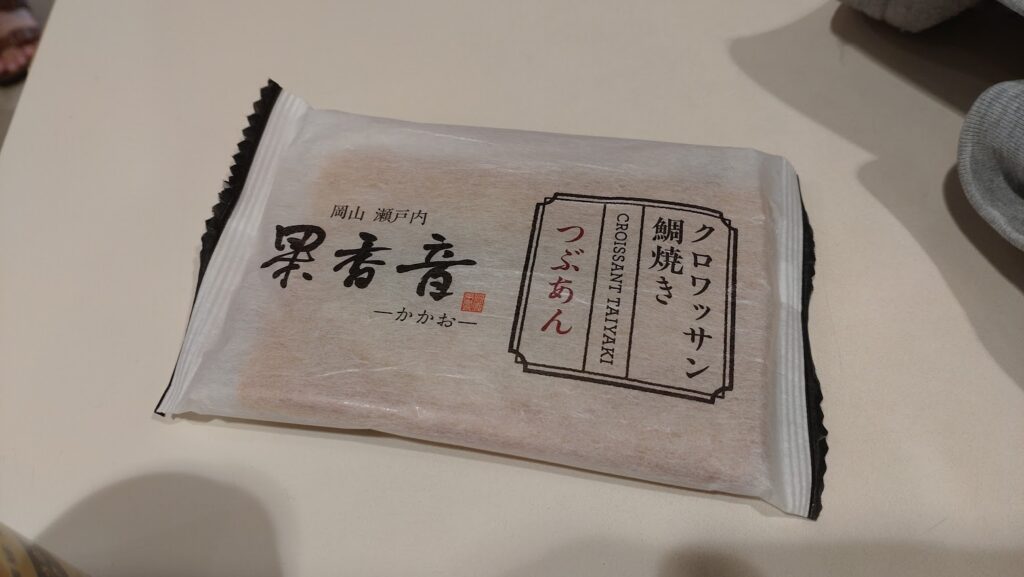 岡山 瀬戸内
果香音
―かかお―
クロワッサン
鯛焼き
CROISSANT TAIYAKI
つぶあん